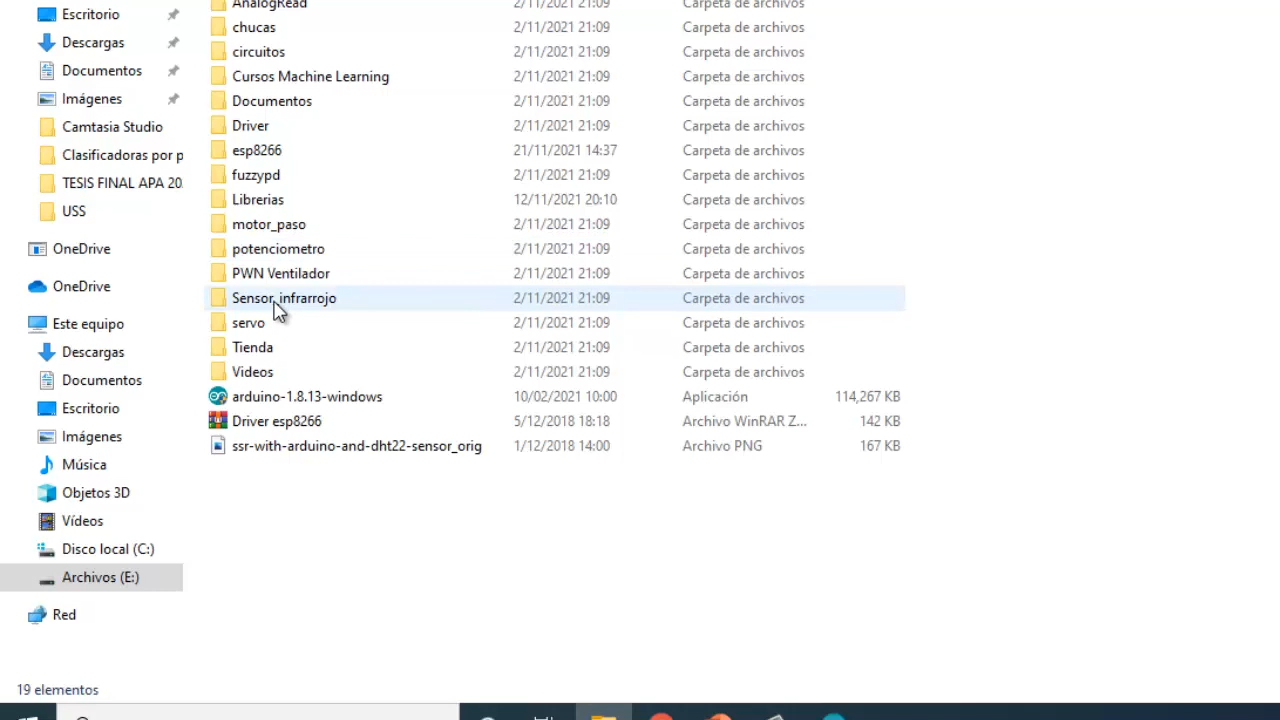 Escritorio
Descargas
Documentos
Imágenes
Camtasia Studio
Clasificadoras por p
TESIS FINAL APA 20
USS
OneDrive
OneDrive
Este equipo
Descargas
Documentos
Escritorio
Imágenes
Música
Objetos 3D
Vídeos
Disco local (C:)
Archivos (E:)
Red
AnalogRead 2/11/2021 21:09 Carpeta de archivos
chucas 2/11/2021 21:09 Carpeta de archivos
circuitos 2/11/2021 21:09 Carpeta de archivos
Cursos Machine Learning 2/11/2021 21:09 Carpeta de archivos
Documentos 2/11/2021 21:09 Carpeta de archivos
Driver 2/11/2021 21:09 Carpeta de archivos
esp8266 21/11/2021 14:37 Carpeta de archivos
fuzzypd 2/11/2021 21:09 Carpeta de archivos
Librerias 12/11/2021 20:10 Carpeta de archivos
motor_paso 2/11/2021 21:09 Carpeta de archivos
potenciometro 2/11/2021 21:09 Carpeta de archivos
PWN Ventilador 2/11/2021 21:09 Carpeta de archivos
Sensor_infrarrojo 2/11/2021 21:09 Carpeta de archivos
servo 2/11/2021 21:09 Carpeta de archivos
Tienda 2/11/2021 21:09 Carpeta de archivos
Videos 2/11/2021 21:09 Carpeta de archivos
arduino-1.8.13-windows 10/02/2021 10:00 Aplicación 114,267 KB
Driver esp8266 5/12/2018 18:18 Archivo WinRAR Z... 142 KB
ssr-with-arduino-and-dht22-sensor_orig 1/12/2018 14:00 Archivo PNG 167 KB
19 elementos